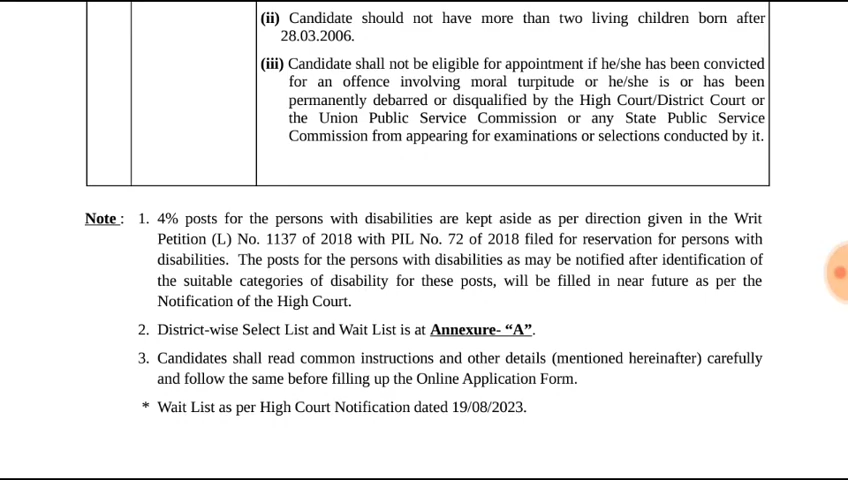 (ii) Candidate should not have more than two living children born after
28.03.2006.
(iii) Candidate shall not be eligible for appointment if he/she has been convicted
for an offence involving moral turpitude or he/she is or has been
permanently debarred or disqualified by the High Court/District Court or
the Union Public Service Commission or any State Public Service
Commission from appearing for examinations or selections conducted by it.
Note : 1. 4% posts for the persons with disabilities are kept aside as per direction given in the Writ
Petition (L) No. 1137 of 2018 with PIL No. 72 of 2018 filed for reservation for persons with
disabilities. The posts for the persons with disabilities as may be notified after identification of
the suitable categories of disability for these posts, will be filled in near future as per the
Notification of the High Court.
2. District-wise Select List and Wait List is at Annexure- “A”.
3. Candidates shall read common instructions and other details (mentioned hereinafter) carefully
and follow the same before filling up the Online Application Form.
* Wait List as per High Court Notification dated 19/08/2023.